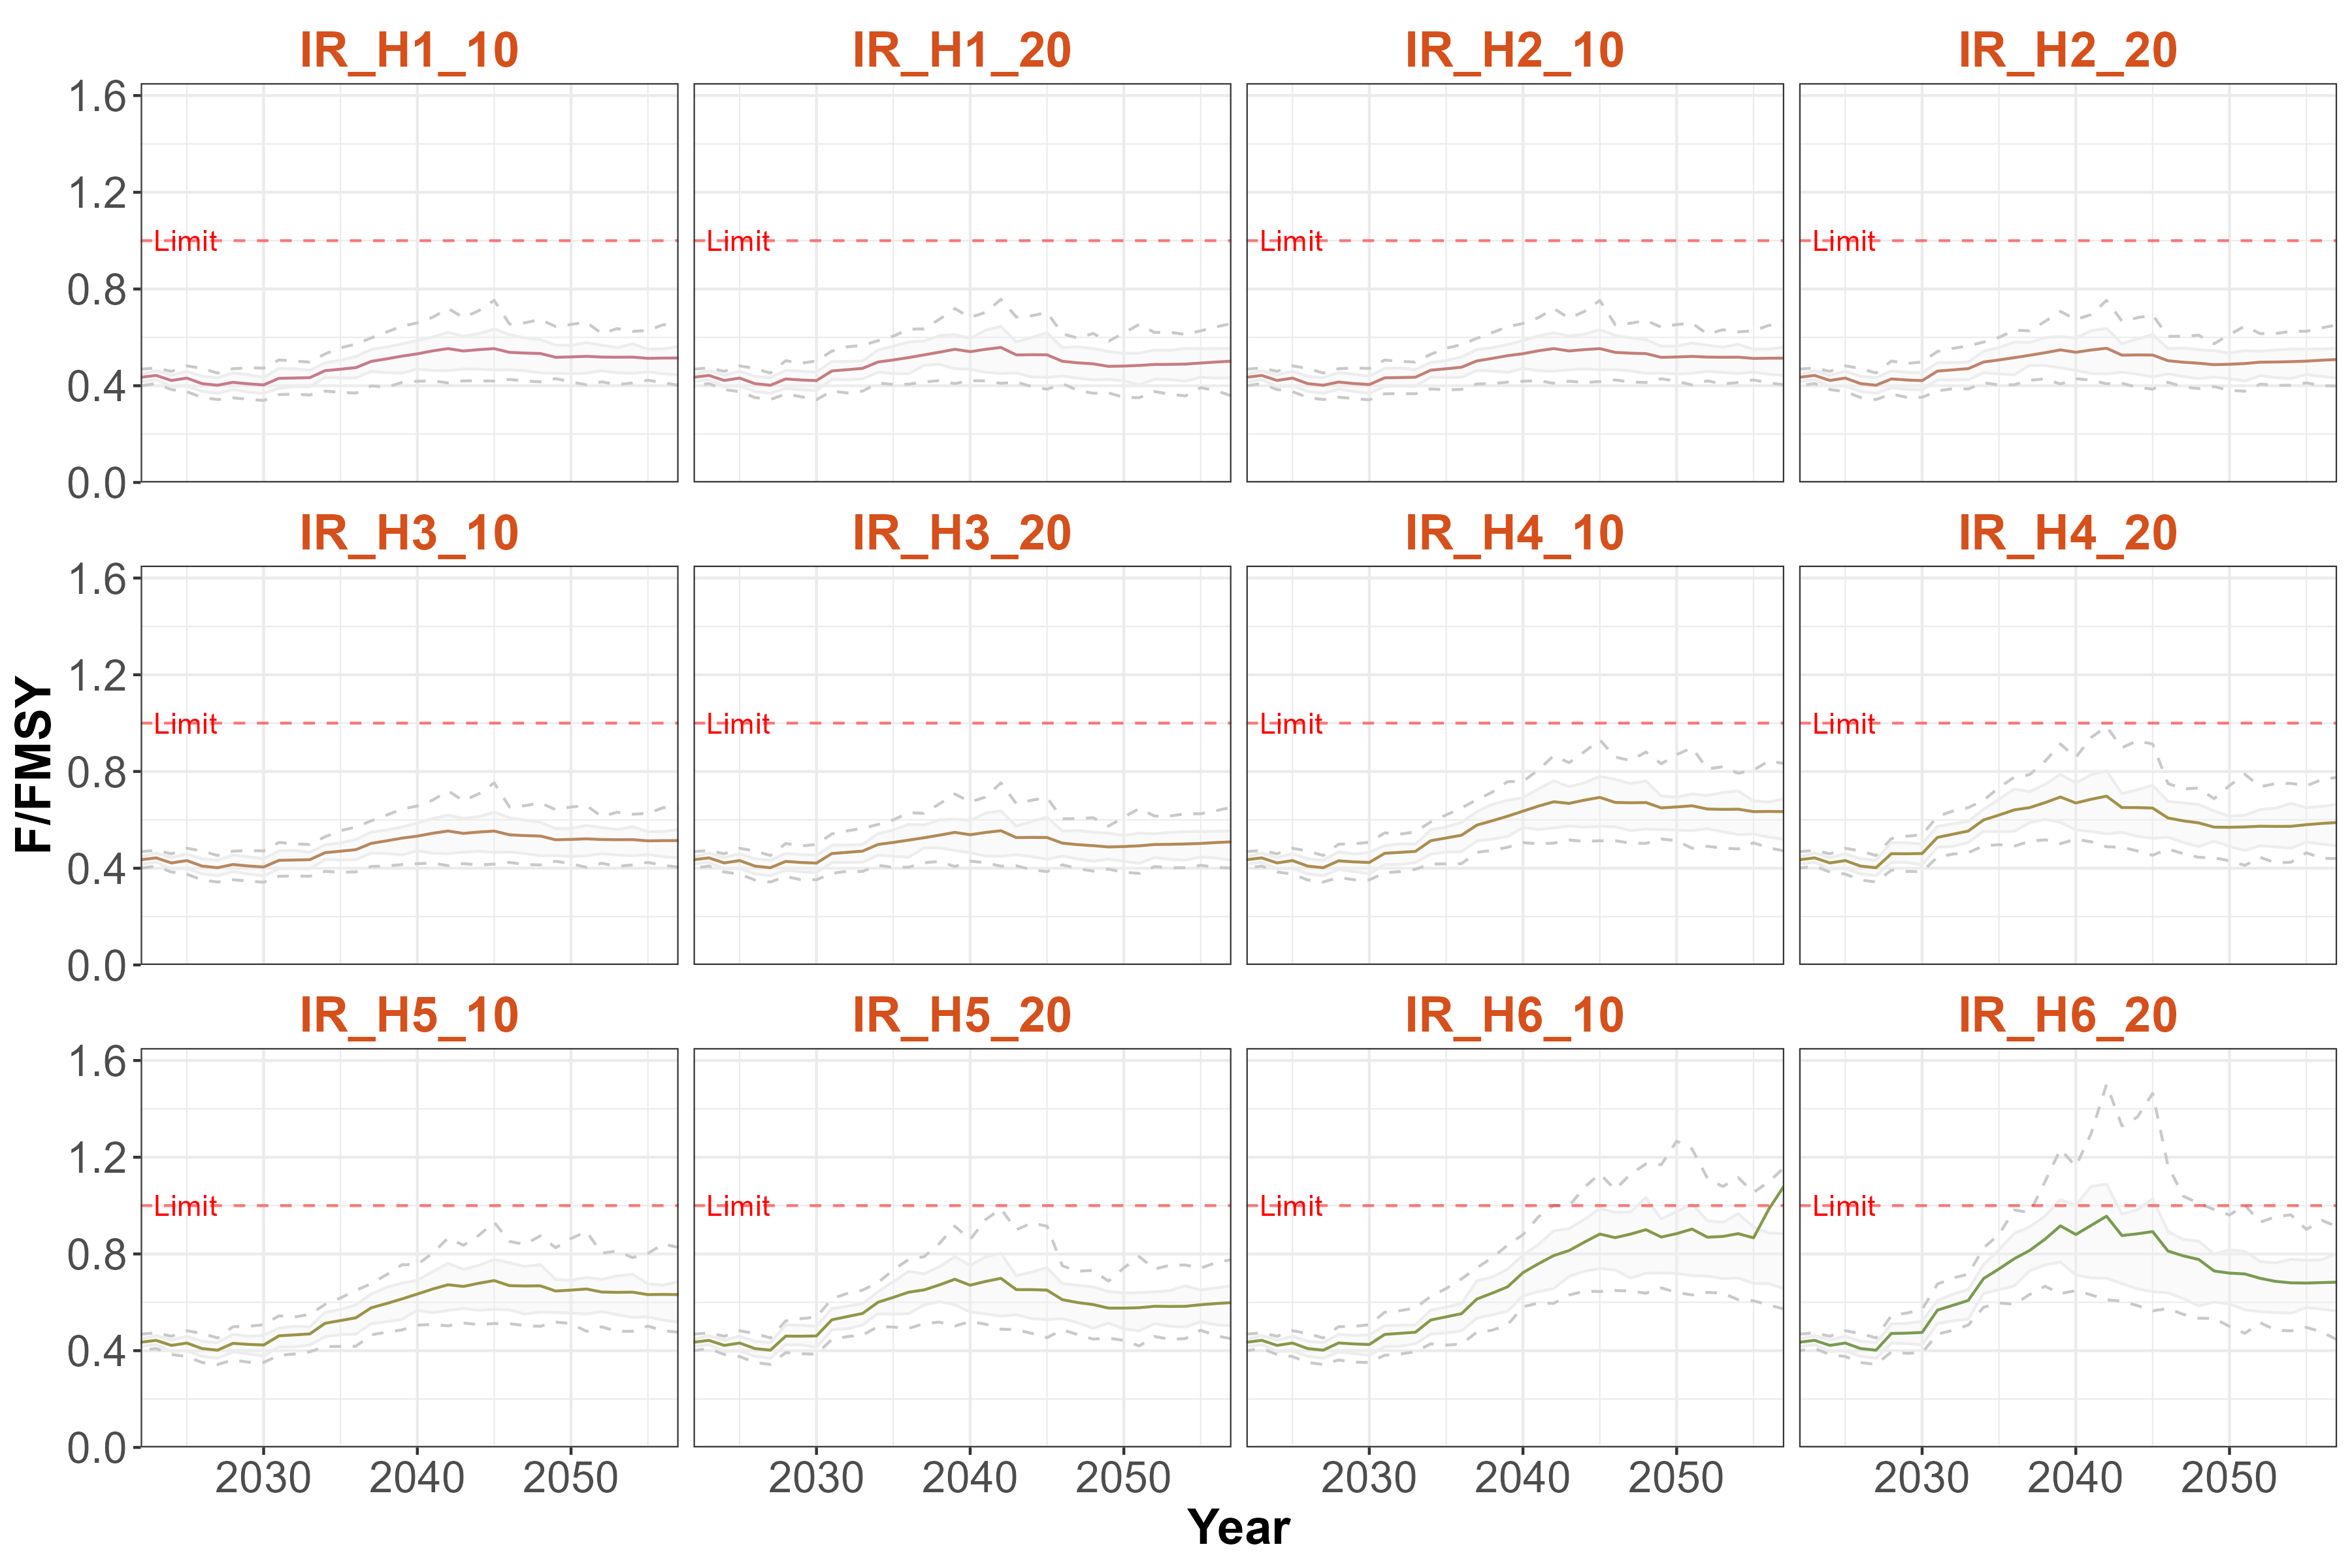 IR_H1_10 IR_H1_20 IR_H2_10 IR_H2_20
1.6
1.2
Limit Limit Limit Limit
0.8
0.4
0.0
IR_H3_10 IR_H3_20 IR_H4_10 IR_H4_20
1.6
1.2
Limit Limit Limit Limit
0.8
0.4
0.0
F/FMSY
IR_H5_10 IR_H5_20 IR_H6_10 IR_H6_20
1.6
1.2
Limit Limit Limit Limit
0.8
0.4
0.0
2030 2040 2050 2030 2040 2050 2030 2040 2050 2030 2040 2050
Year